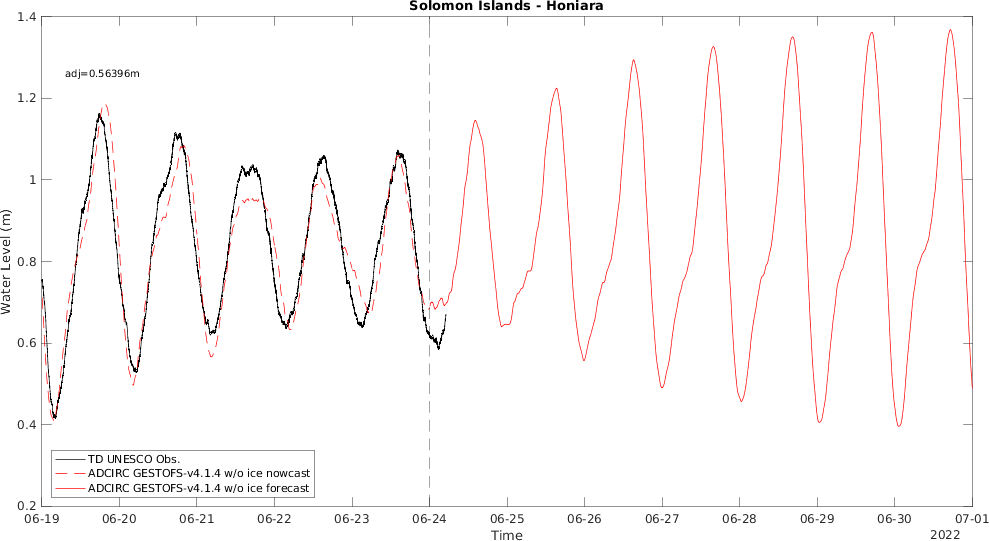 Solomon Islands - Honiara
adj=0.56396m
1.4
1.2
1
0.8
0.6
0.4
0.2
Water Level (m)
TD UNESCO Obs.
ADCIRC GESTOFS-v4.1.4 w/o ice nowcast
ADCIRC GESTOFS-v4.1.4 w/o ice forecast
06-19 06-20 06-21 06-22 06-23 06-24 06-25 06-26 06-27 06-28 06-29 06-30 07-01
Time
2022